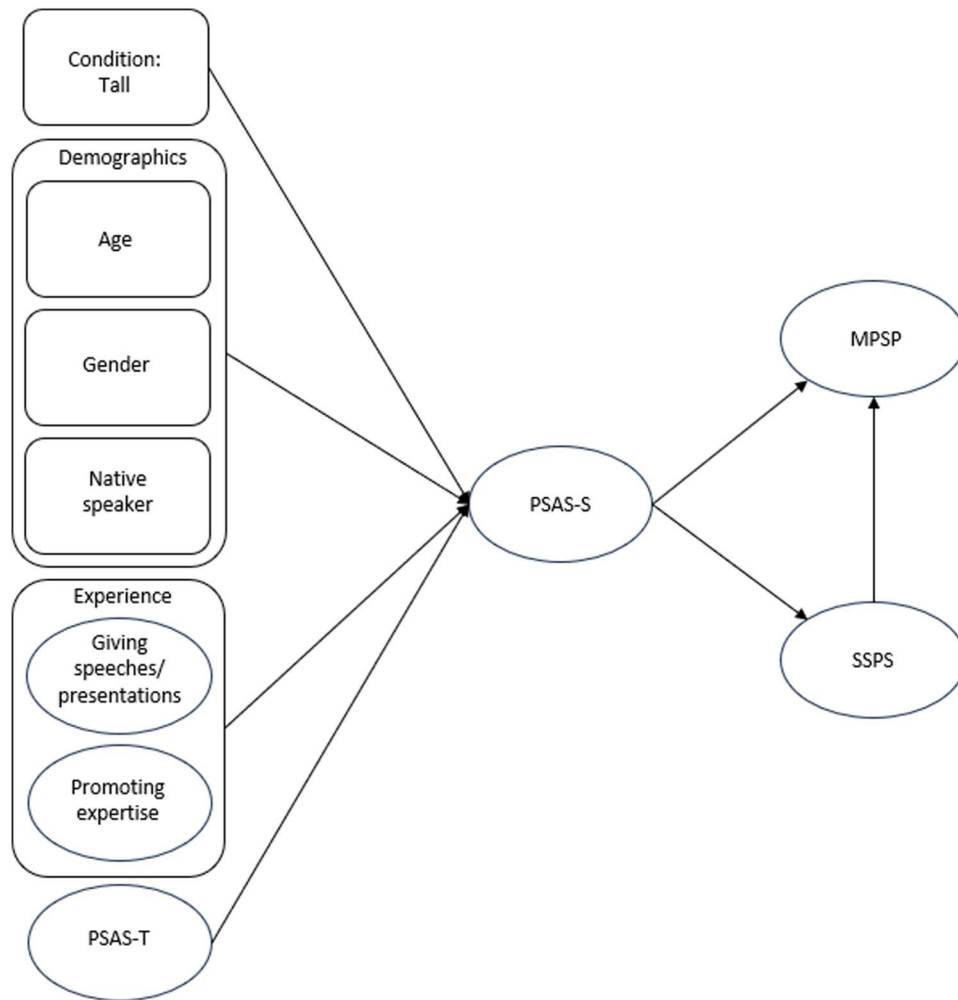 Condition:
Tall
Demographics
Age
Gender
Native
speaker
Experience
Giving
speeches/
presentations
Promoting
expertise
PSAS-T
PSAS-S
MPSP
SSPS